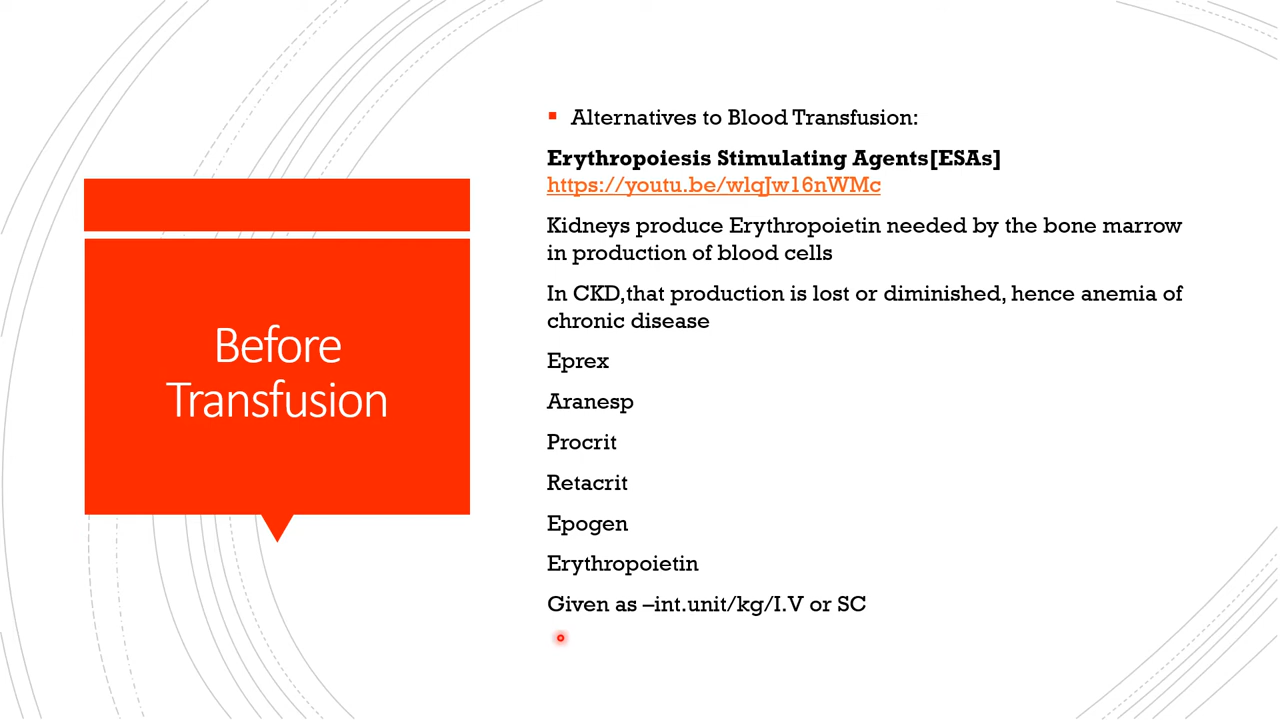 Before
Transfusion
Alternatives to Blood Transfusion:
Erythropoiesis Stimulating Agents[ESAs]
https://youtu.be/wlqJw16nWMc
Kidneys produce Erythropoietin needed by the bone marrow
in production of blood cells
In CKD,that production is lost or diminished, hence anemia of
chronic disease
Eprex
Aranesp
Procrit
Retacrit
Epogen
Erythropoietin
Given as –int.unit/kg/I.V or SC